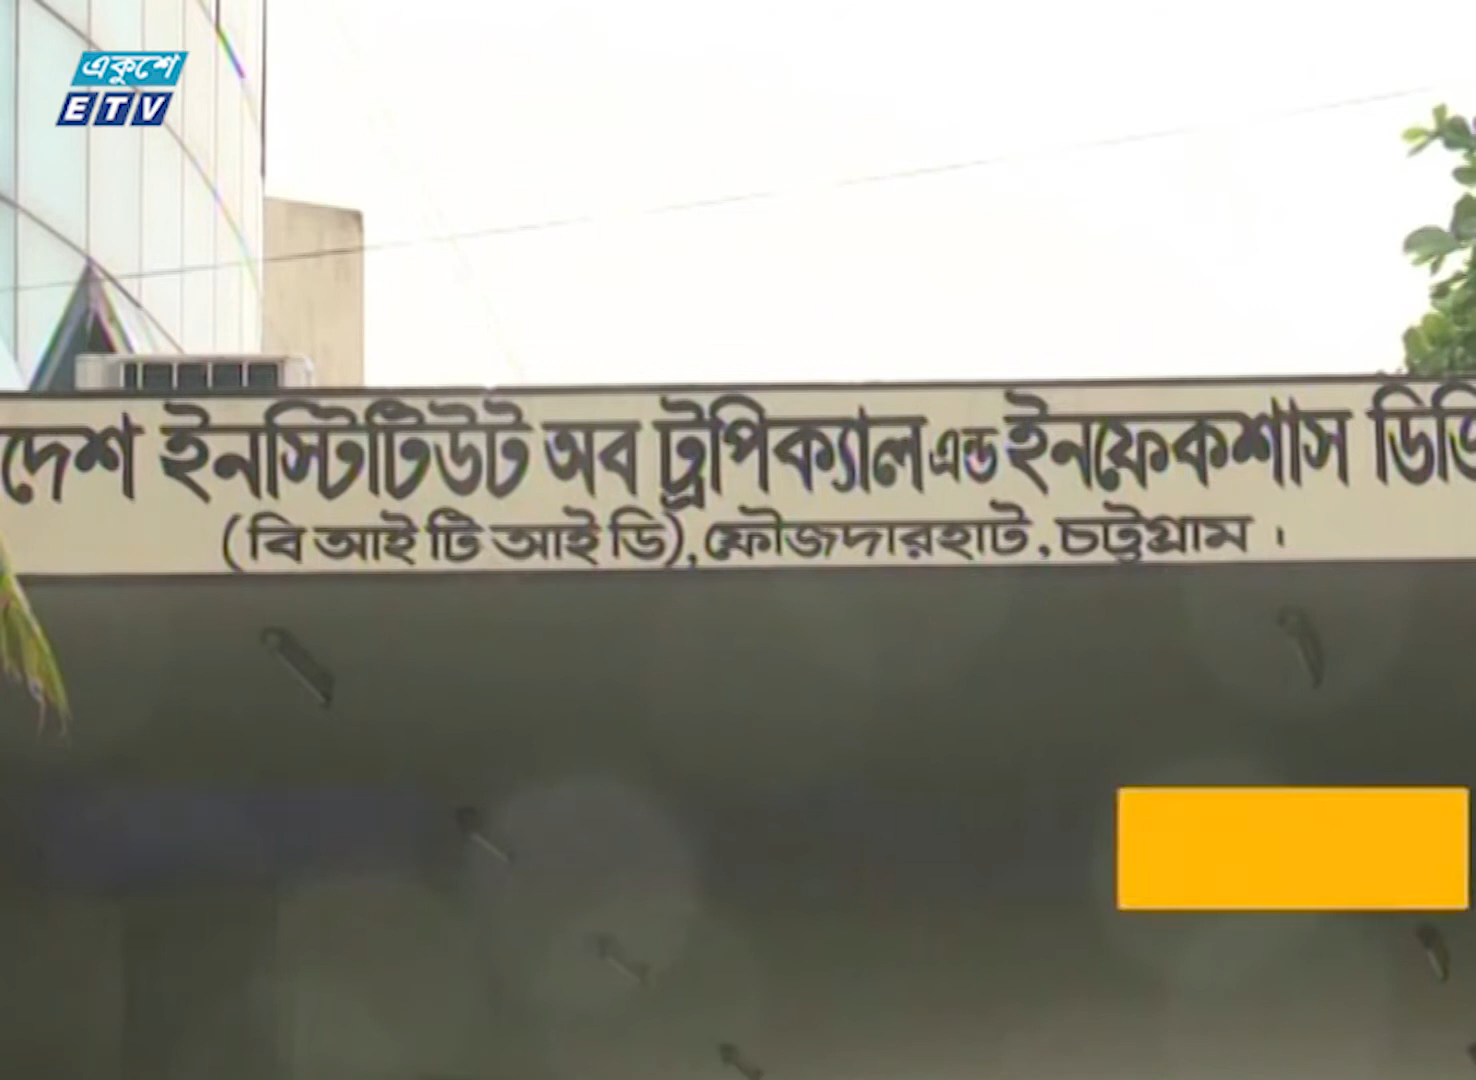 একুশে
ETV
দেশ ইনস্টিটিউট অব ট্রপিক্যাল এন্ড ইনফেকশাস ডিজি
(বি আই টি আই ডি), ফৌজদারহাট, চট্টগ্রাম ।